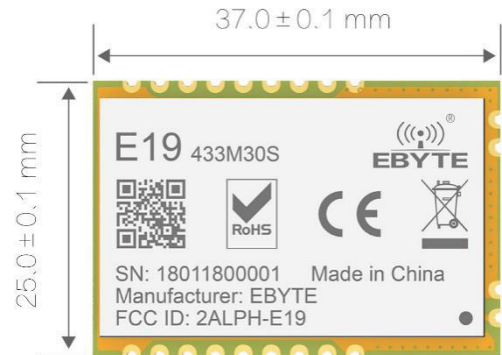 37.0±0.1 mm
25.0±0.1 mm
E19 433M30S
®
EBYTE
RoHS
CE
SN: 18011800001 Made in China
Manufacturer: EBYTE
FCC ID: 2ALPH-E19